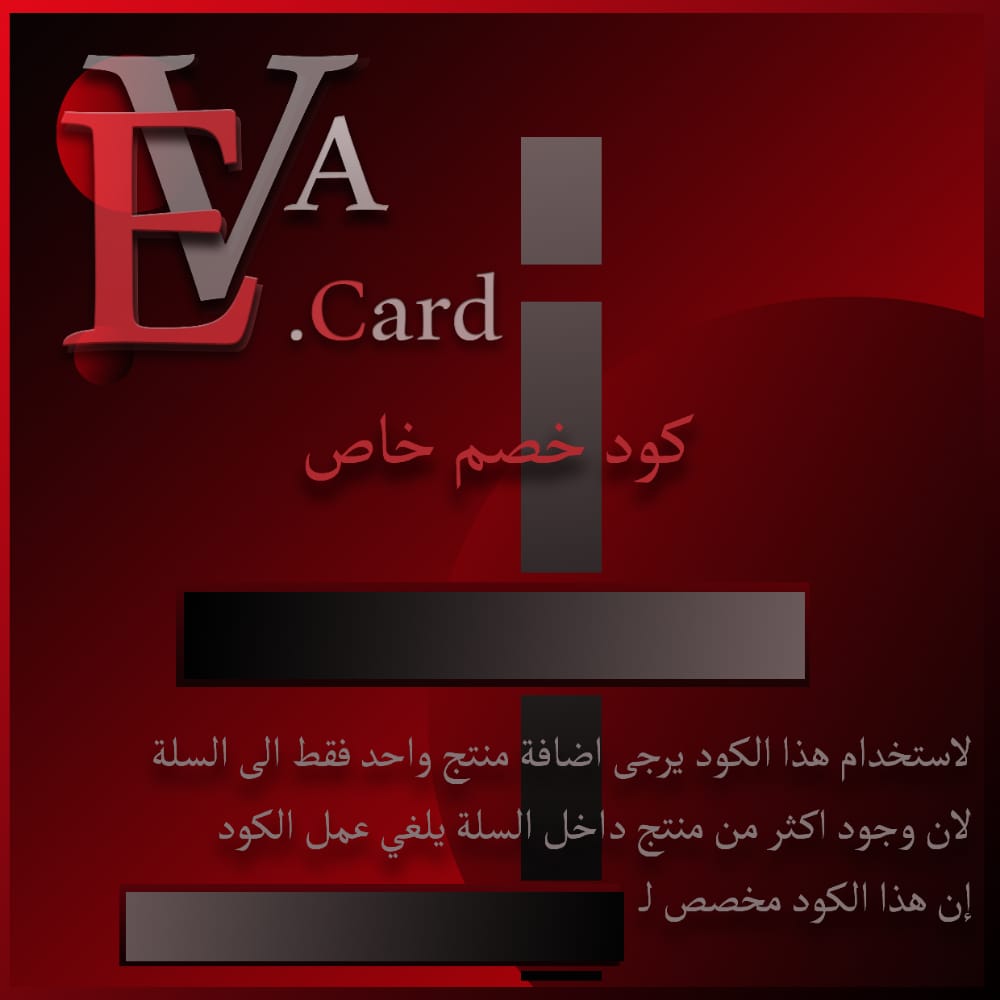 EVA
.Card
كود خصم خاص
لاستخدام هذا الكود يرجى اضافة منتج واحد فقط الى السلة
لان وجود اكثر من منتج داخل السلة يلغي عمل الكود
إن هذا الكود مخصص لـ